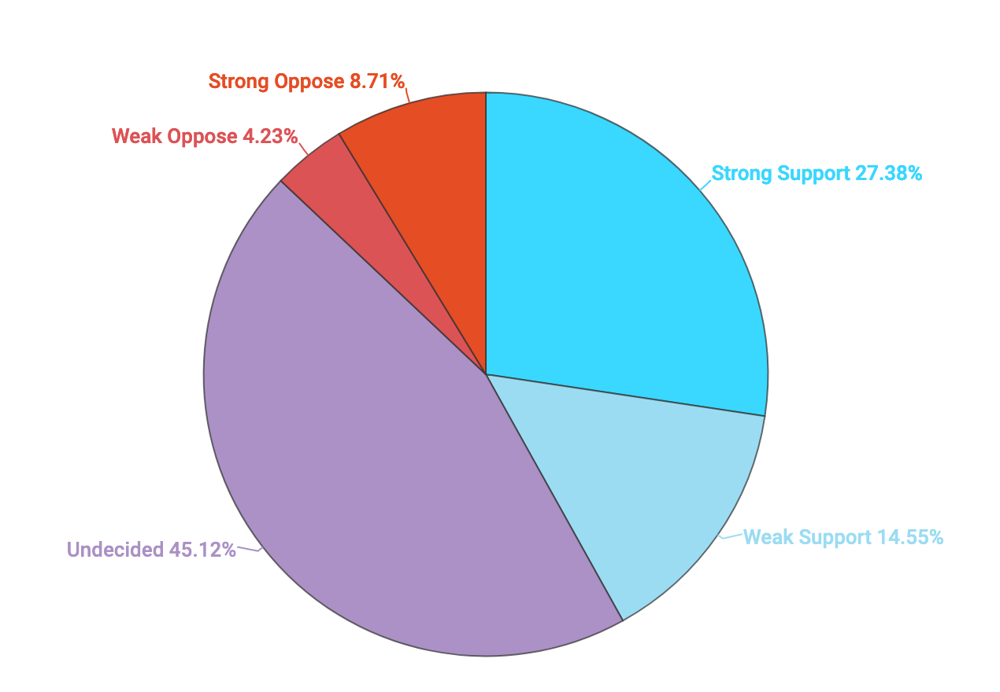 Strong Oppose 8.71%
Weak Oppose 4.23%
Strong Support 27.38%
Weak Support 14.55%
Undecided 45.12%